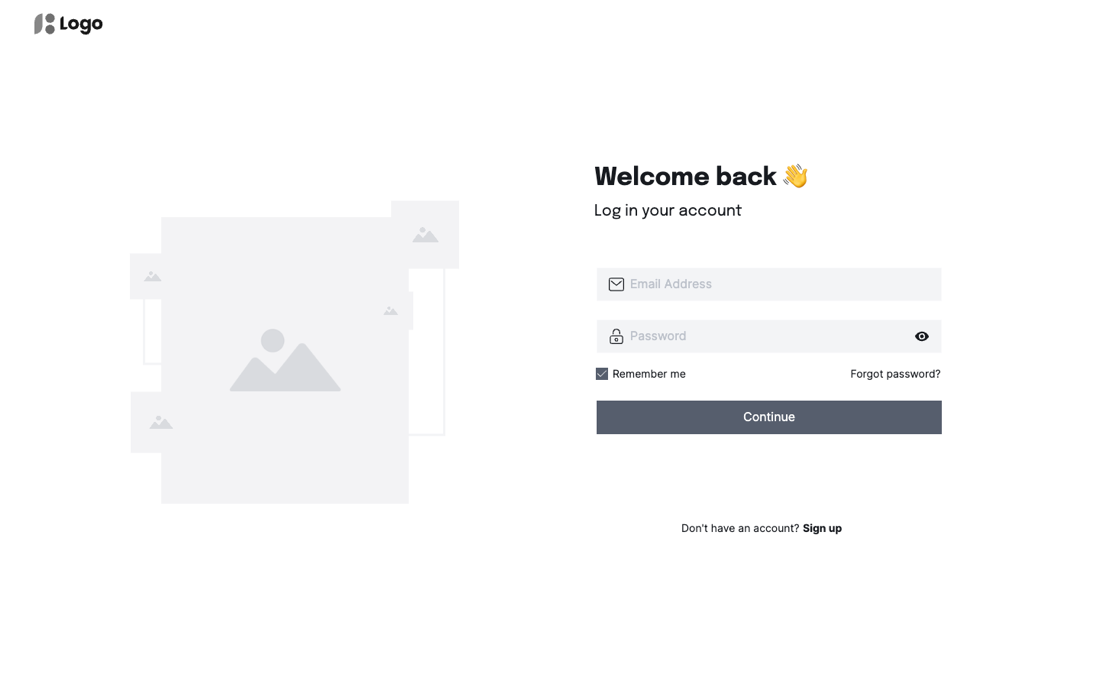 Logo
Welcome back 👋
Log in your account
Email Address
Password
Remember me
Forgot password?
Continue
Don't have an account? Sign up